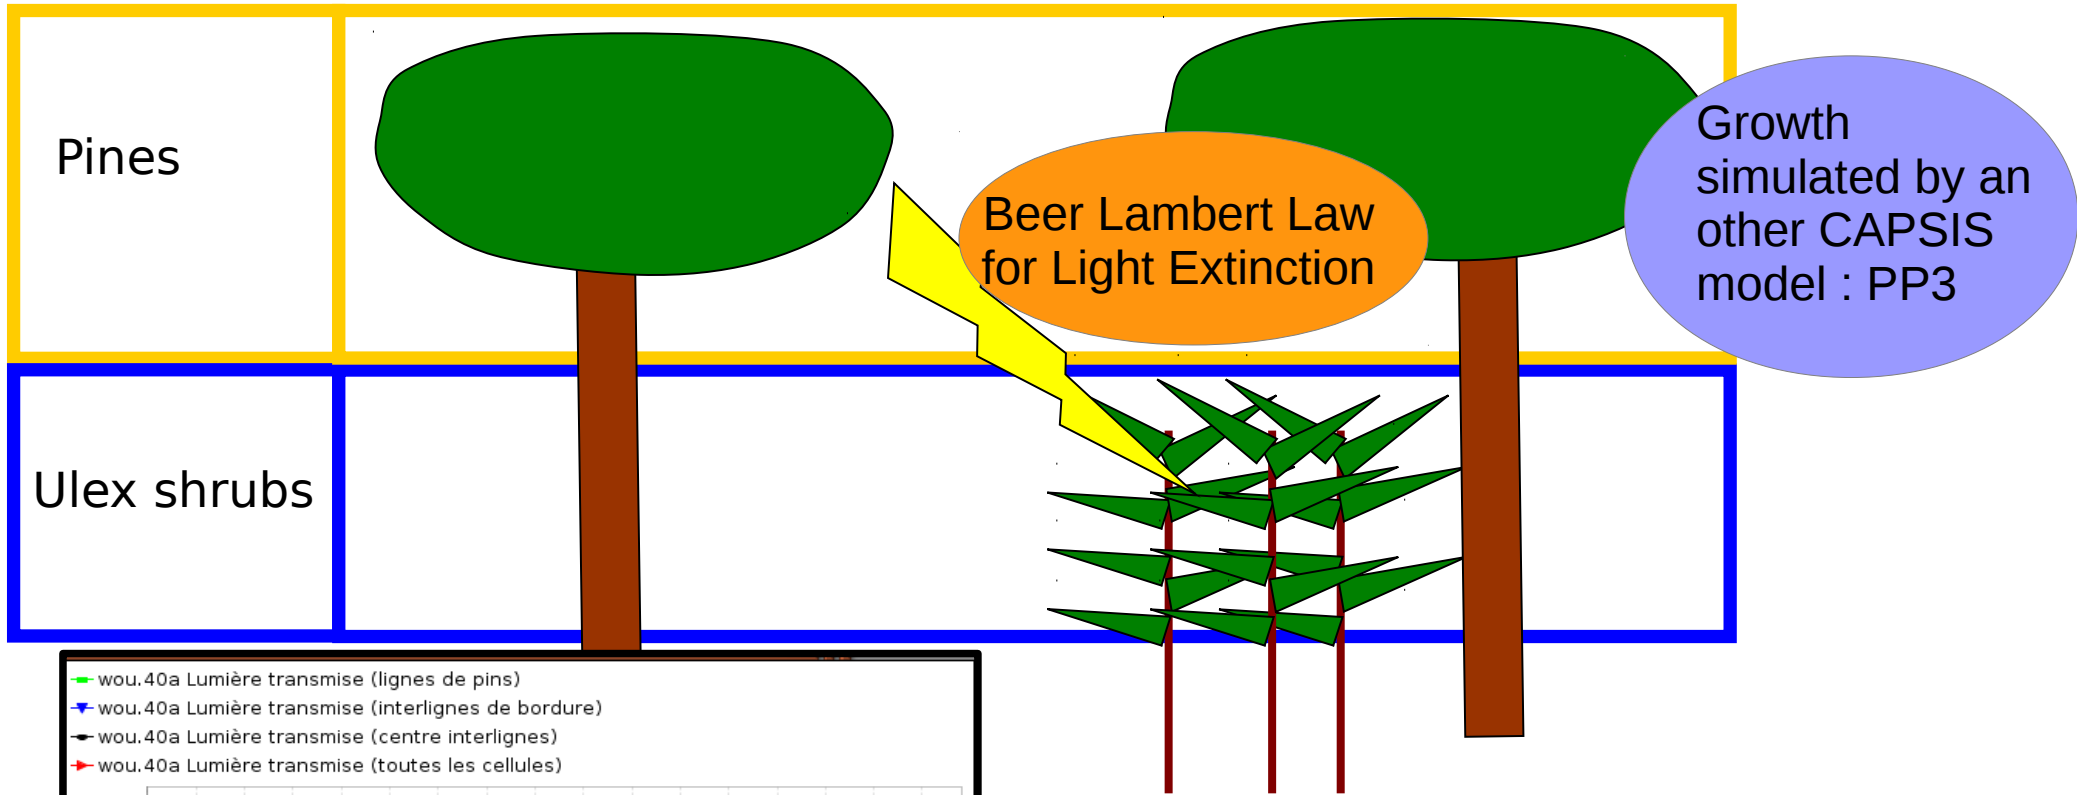 Pines
Beer Lambert Law
for Light Extinction
Growth
simulated by an
other CAPSIS
model : PP3
Ulex shrubs
wou.40a Lumière transmise (lignes de pins)
wou.40a Lumière transmise (interlignes de bordure)
wou.40a Lumière transmise (centre interlignes)
wou.40a Lumière transmise (toutes les cellules)